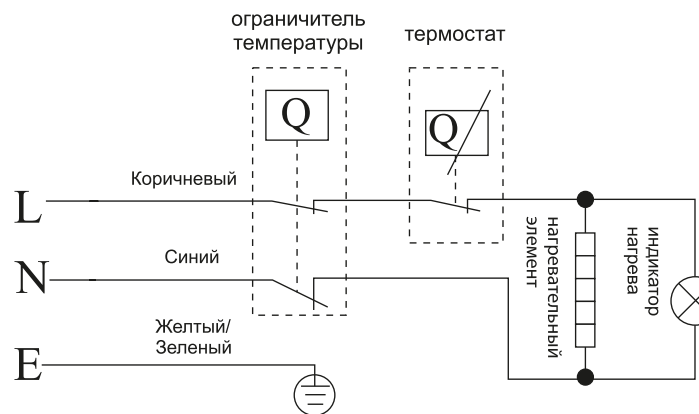 ограничитель
температуры
термостат
Q
Q
Коричневый
L
Синий
N
Желтый/
Зеленый
E
нагревательный
элемент
индикатор
нагрева